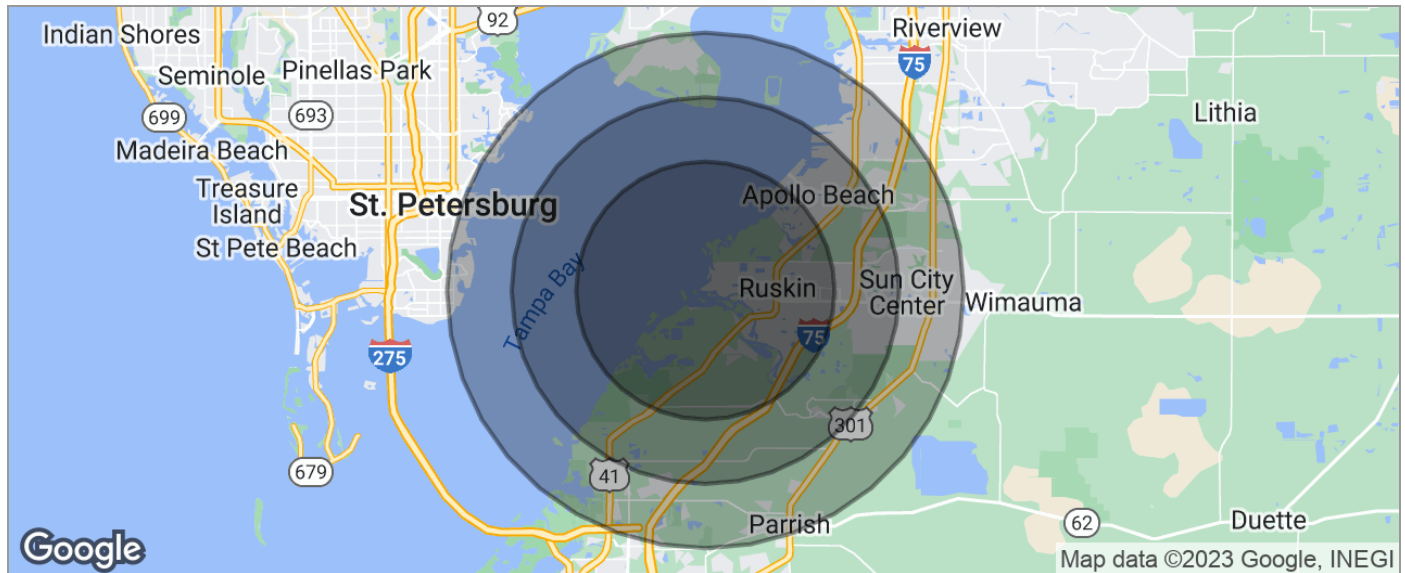 92
Indian Shores
Riverview
Seminole
Pinellas Park
75
693
699
Lithia
Madeira Beach
Treasure
Island
St. Petersburg
Apollo Beach
St Pete Beach
Tampa Bay
Ruskin
Sun City
Center
Wimauma
75
275
301
679
41
Parrish
62
Duette
Google
Map data ©2023 Google, INEGI